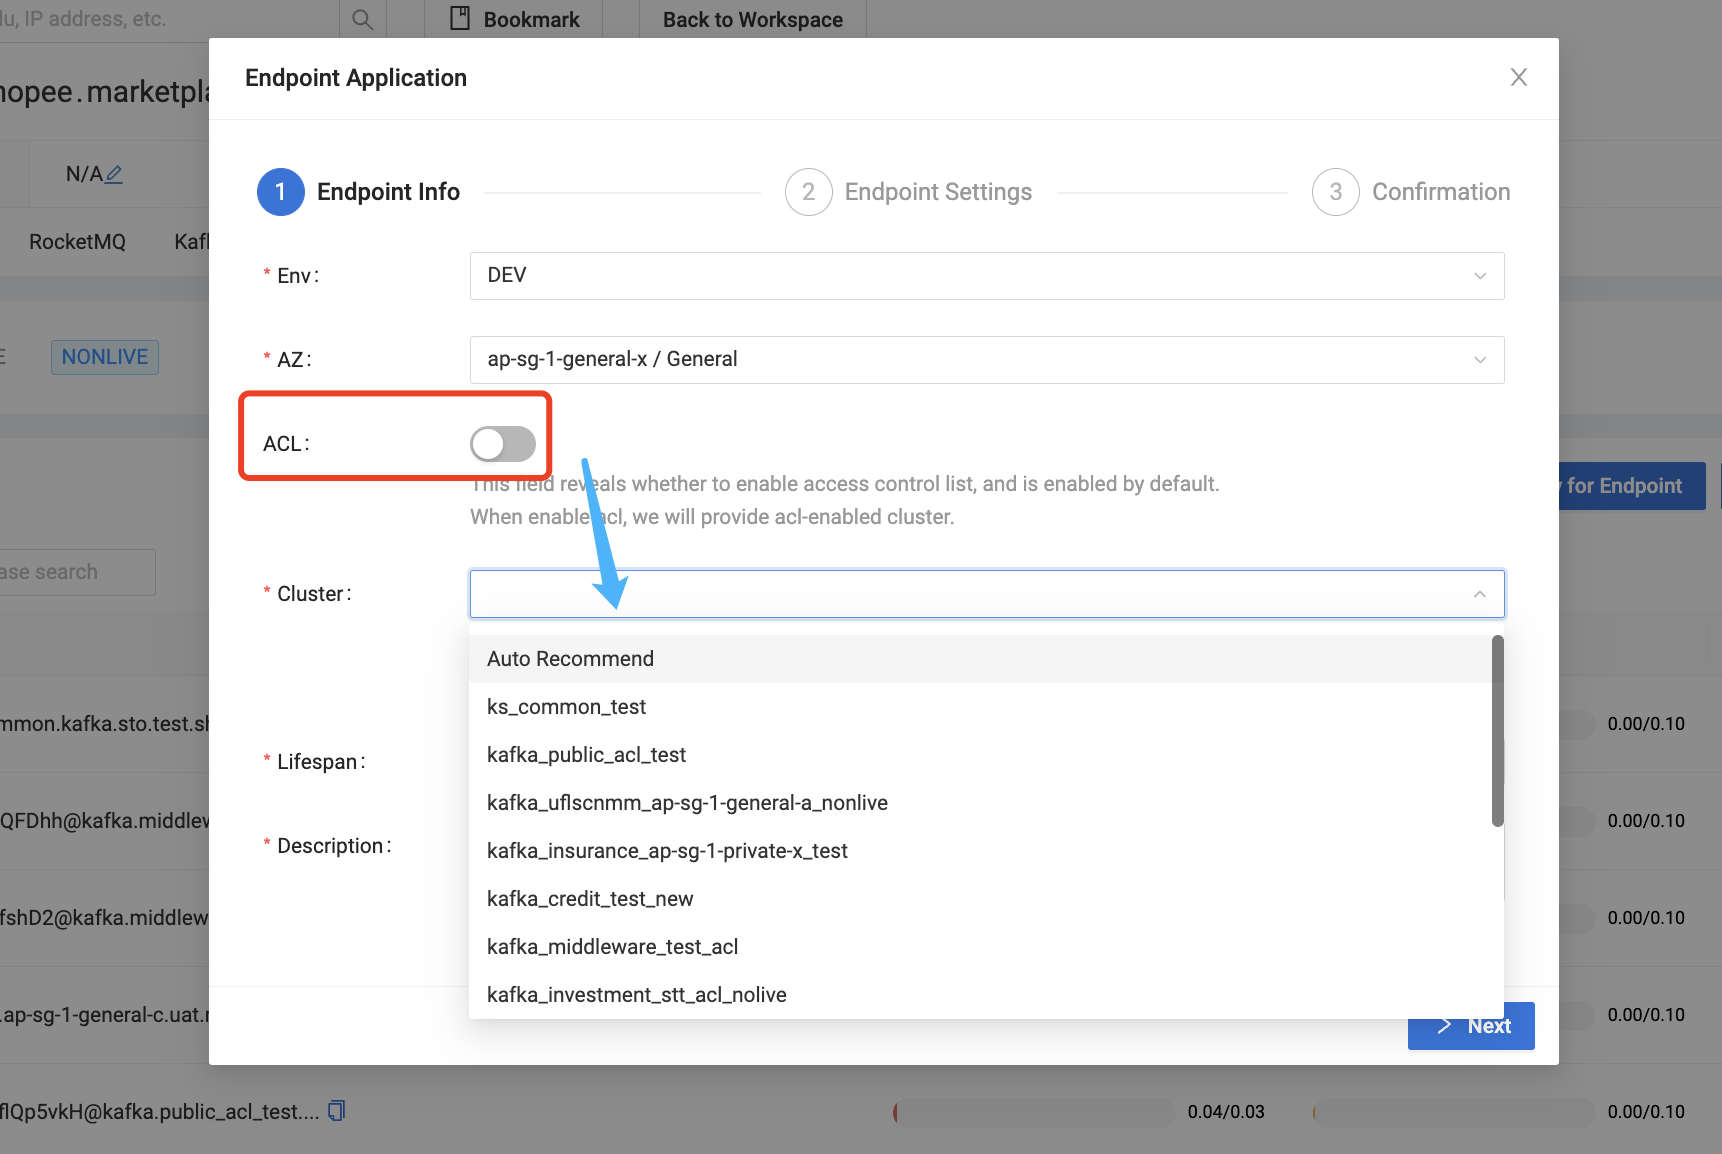 lu, IP address, etc.
Bookmark
Back to Workspace
Endpoint Application
hopee.marketpla
N/A
1 Endpoint Info
2 Endpoint Settings
3 Confirmation
RocketMQ
Kaf
* Env:
DEV
* AZ:
ap-sg-1-general-x / General
E
NONLIVE
ACL:
This field reveals whether to enable access control list, and is enabled by default.
When enable acl, we will provide acl-enabled cluster.
for Endpoint
ase search
* Cluster:
Auto Recommend
ks_common_test
kafka_public_acl_test
kafka_uflscnmm_ap-sg-1-general-a_nonlive
kafka_insurance_ap-sg-1-private-x_test
kafka_credit_test_new
kafka_middleware_test_acl
kafka_investment_stt_acl_nolive
mmon.kafka.sto.test.sh
0.00/0.10
* Lifespan:
QFDhh@kafka.middlew
0.00/0.10
* Description:
fshD2@kafka.middlew
0.00/0.10
.ap-sg-1-general-c.uat.r
0.00/0.10
Next
flQp5vkH@kafka.public_acl_test....
0.04/0.03
0.00/0.10